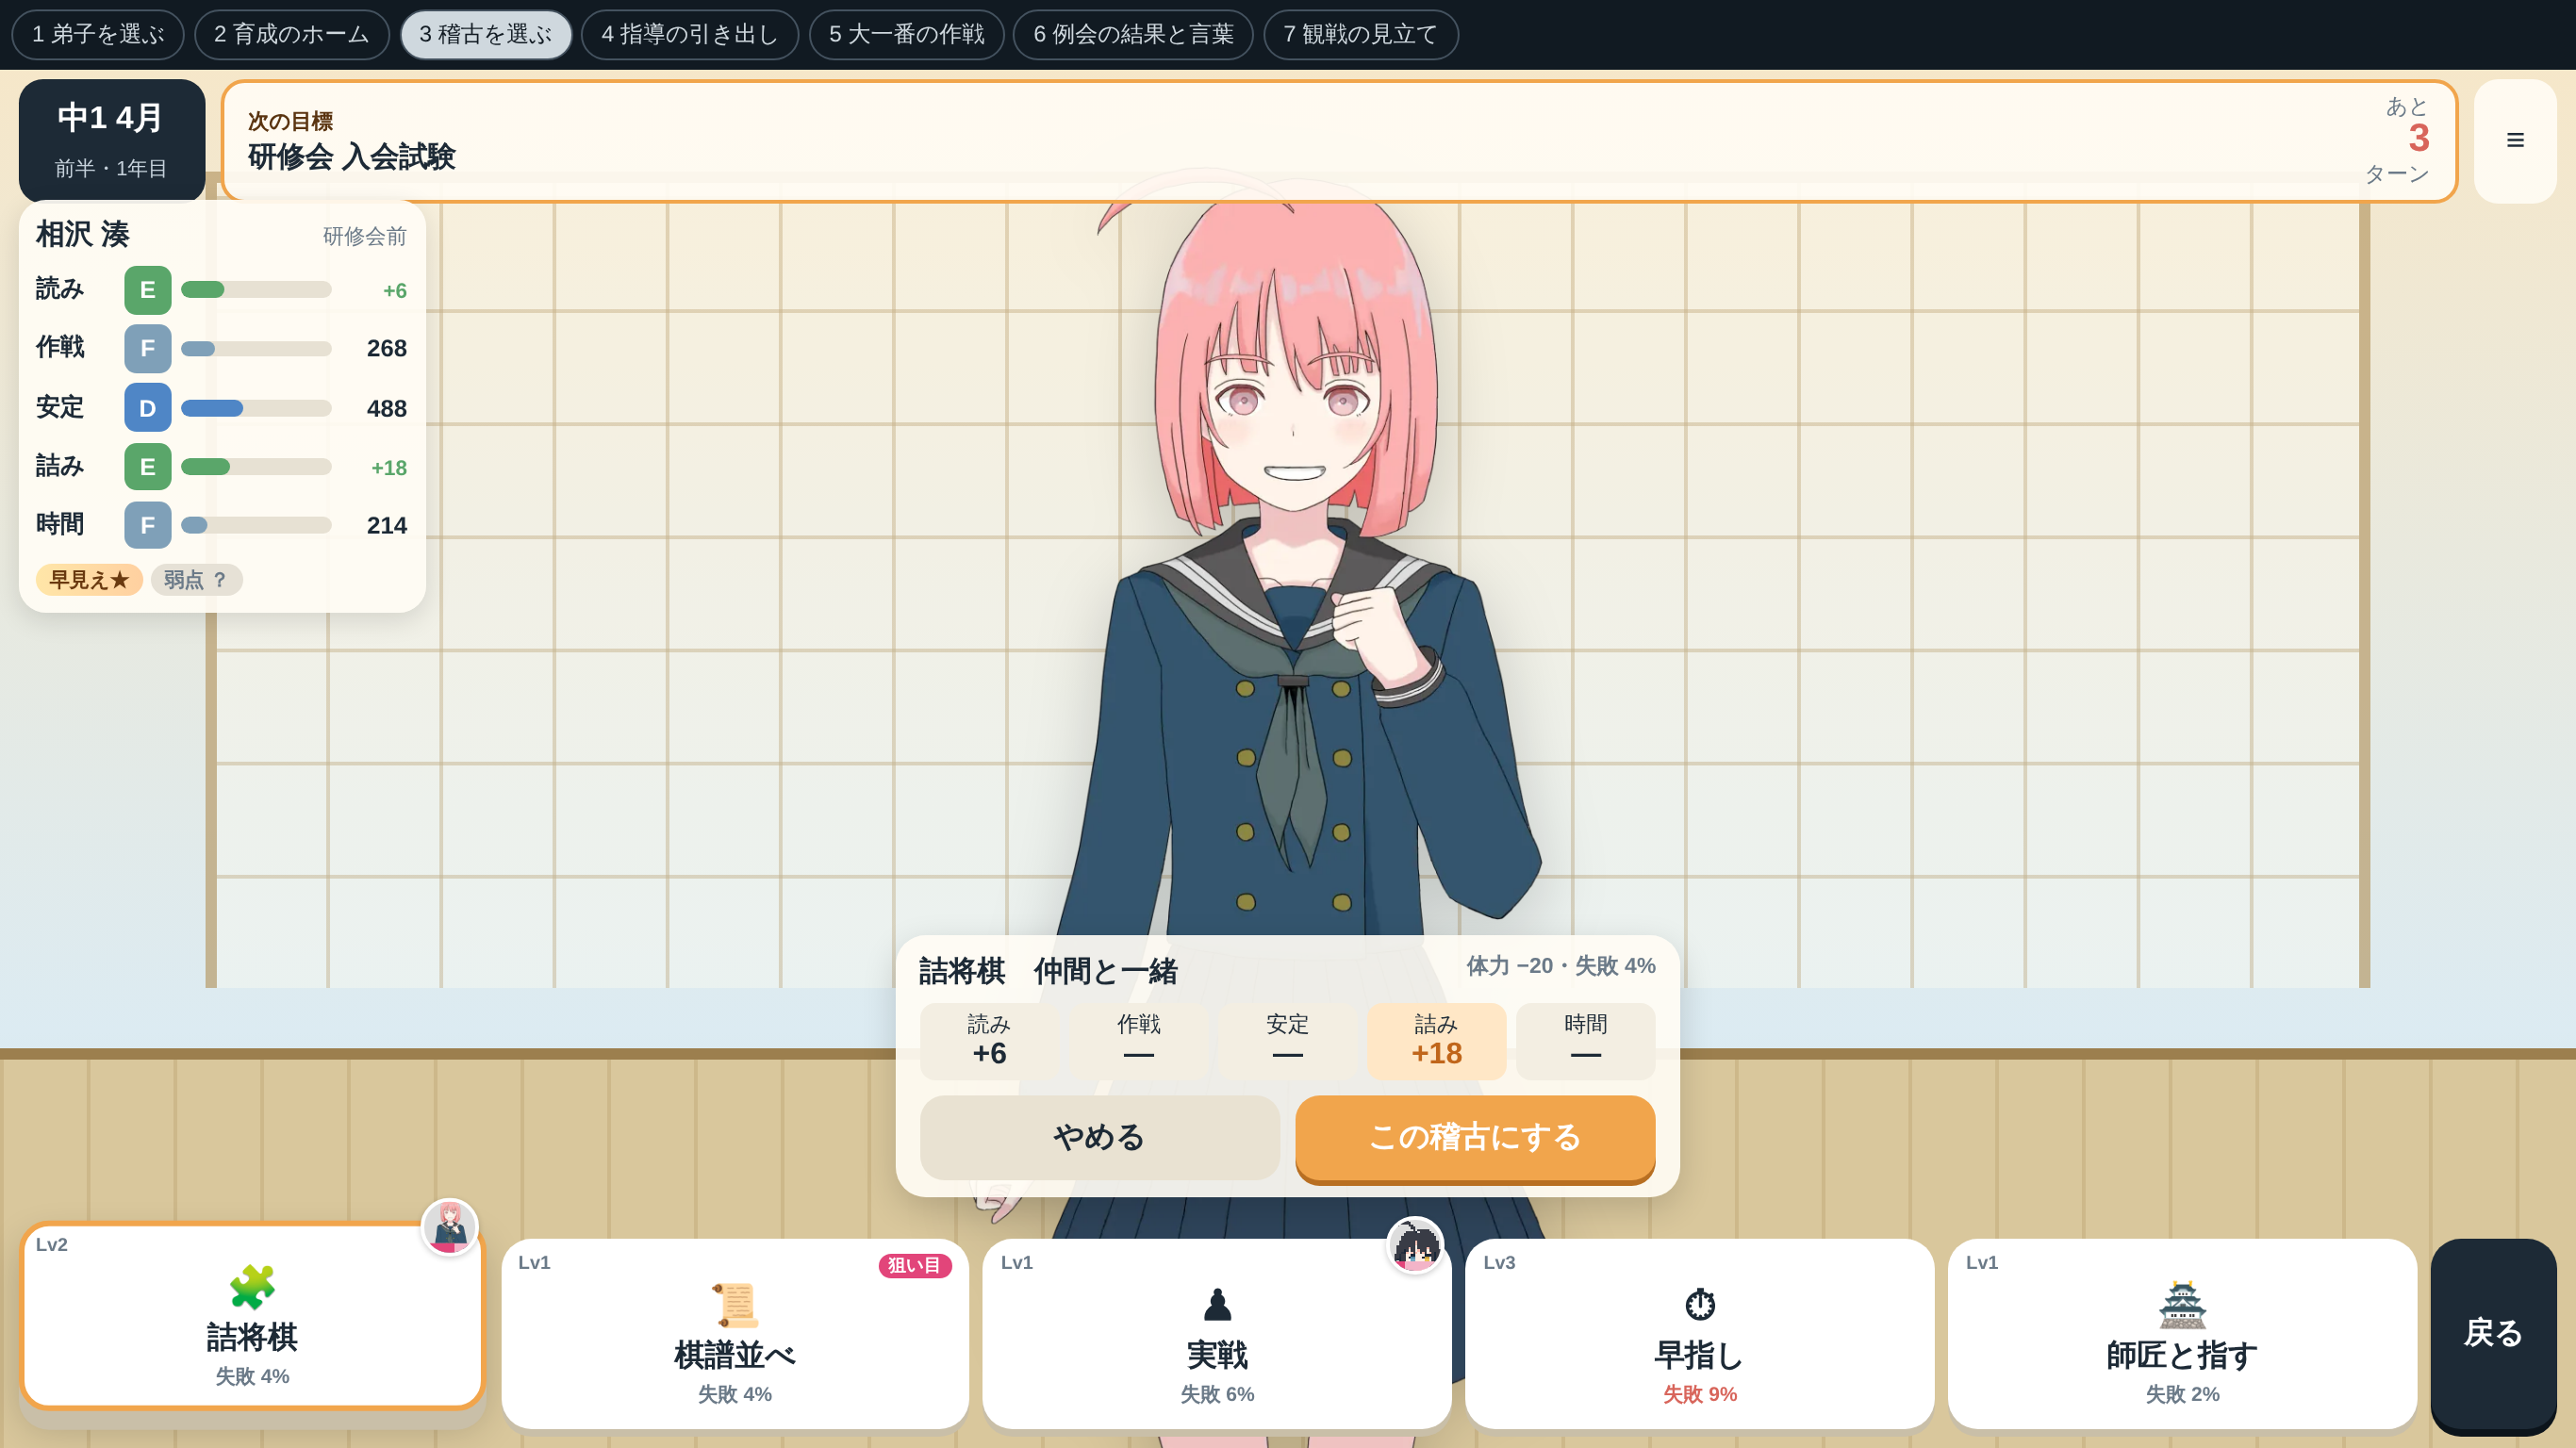 1 弟子を選ぶ
2 育成のホーム
3 稽古を選ぶ
4 指導の引き出し
5 大一番の作戦
6 例会の結果と言葉
7 観戦の見立て
中1 4月
前半・1年目
次の目標
研修会 入会試験
あと
3
ターン
≡
相沢 湊
研修会前
読み E +6
作戦 F 268
安定 D 488
詰み E +18
時間 F 214
早見え★ 弱点 ?
詰将棋 仲間と一緒
体力 −20・失敗 4%
読み 作戦 安定 詰み 時間
+6 — — +18 —
やめる
この稽古にする
Lv2
詰将棋
失敗 4%
Lv1
狙い目
棋譜並べ
失敗 4%
Lv1
実戦
失敗 6%
Lv3
早指し
失敗 9%
Lv1
師匠と指す
失敗 2%
戻る